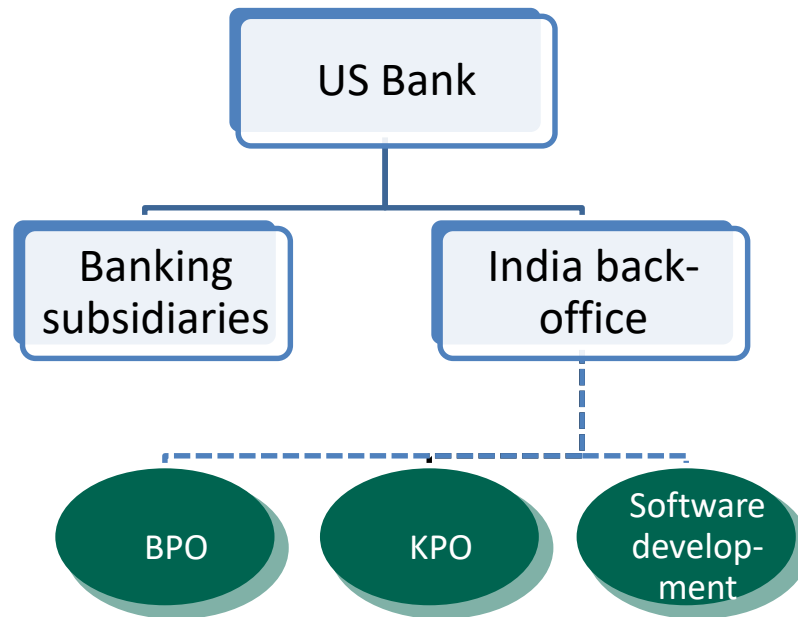 US Bank
Banking
subsidiaries
India back-
office
BPO
KPO
Software
develop-
ment